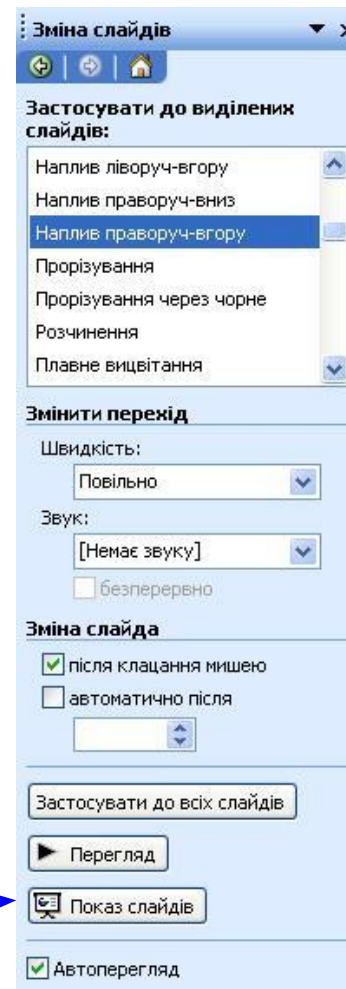 Зміна слайдів
Застосувати до виділених
слайдів:
Наплив ліворуч-вгору
Наплив праворуч-вниз
Наплив праворуч-вгору
Прорізування
Прорізування через чорне
Розчинення
Плавне вицвітання
Змінити перехід
Швидкість:
Повільно
Звук:
[Немає звуку]
безперервно
Зміна слайда
після клацання мишею
автоматично після
Застосувати до всіх слайдів
Перегляд
Показ слайдів
Автоперегляд